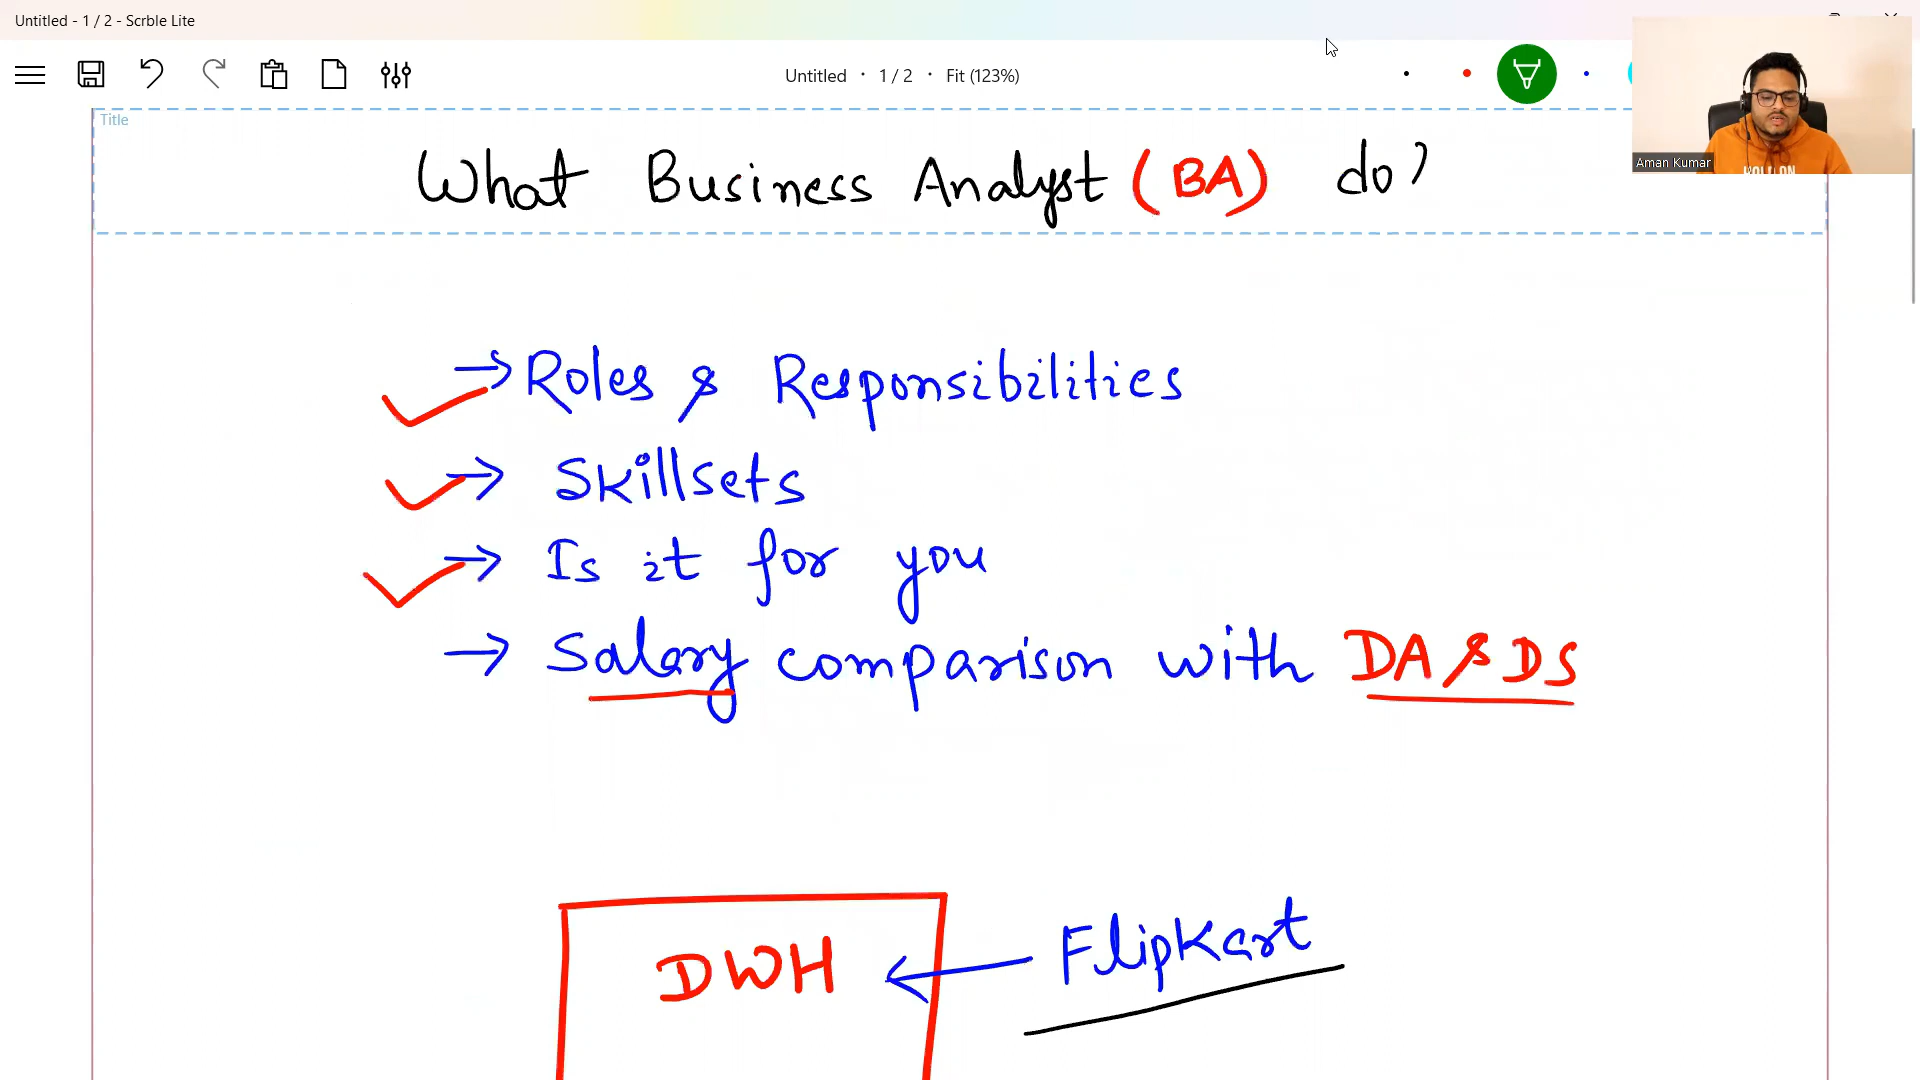 Untitled - 1 / 2 - Scrble Lite
Untitled • 1 / 2 • Fit (123%)
Title
What Business Analyst (BA) do?
Aman Kumar
→ Roles & Responsibilities
→ Skillsets
→ Is it for you
→ Salary comparison with DA & DS
DWH ← Flipkart